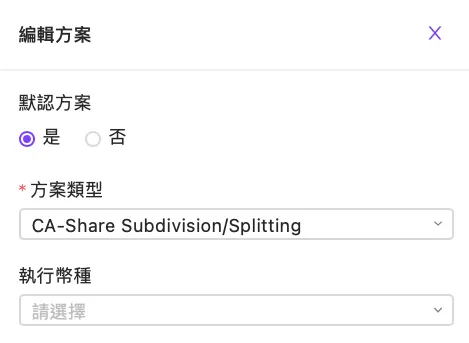 編輯方案
默認方案
是 否
*方案類型
CA-Share Subdivision/Splitting
執行幣種
請選擇